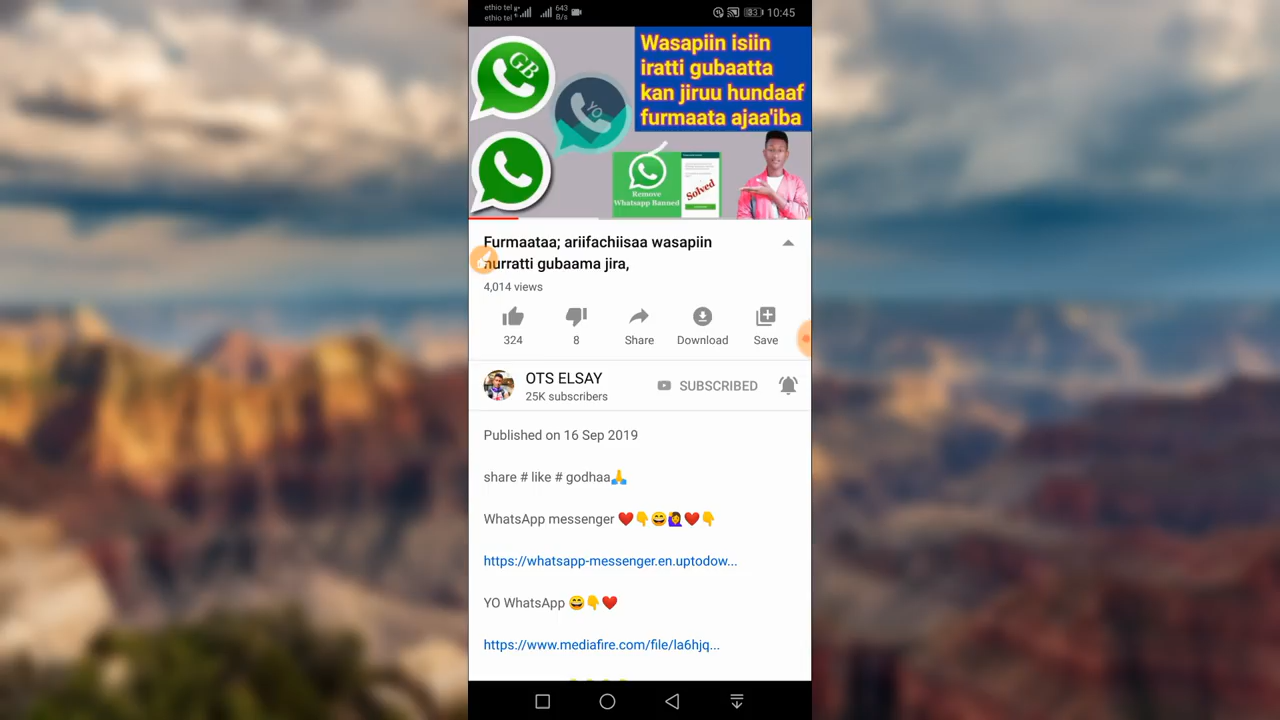 ethio tel
ethio tel
643
B/s
83
10:45
Wasapiin isiin
iratti gubaatta
kan jiruu hundaaf
furmaata ajaa'iba
GB
YO
Remove
Whatsapp Banned
Solved
Furmaataa; ariifachiisaa wasapiin
nurratti gubaama jira,
4,014 views
324
8
Share
Download
Save
OTS ELSAY
25K subscribers
SUBSCRIBED
Published on 16 Sep 2019
share # like # godhaa🙏
WhatsApp messenger ❤️👇😄🙋‍♀️❤️👇
https://whatsapp-messenger.en.uptodow...
YO WhatsApp 😄👇❤️
https://www.mediafire.com/file/la6hjq...